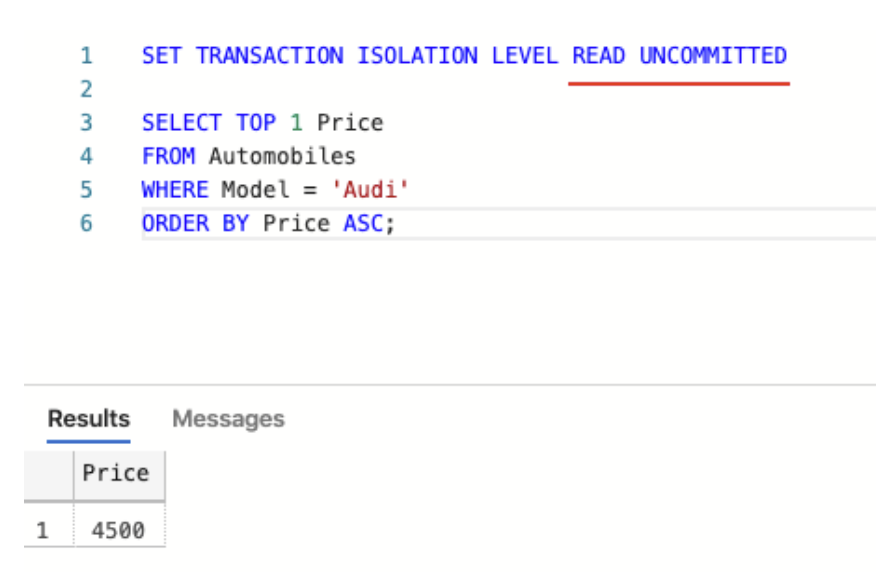 1 SET TRANSACTION ISOLATION LEVEL READ UNCOMMITTED
2
3 SELECT TOP 1 Price
4 FROM Automobiles
5 WHERE Model = 'Audi'
6 ORDER BY Price ASC;
Results Messages
Price
1 4500